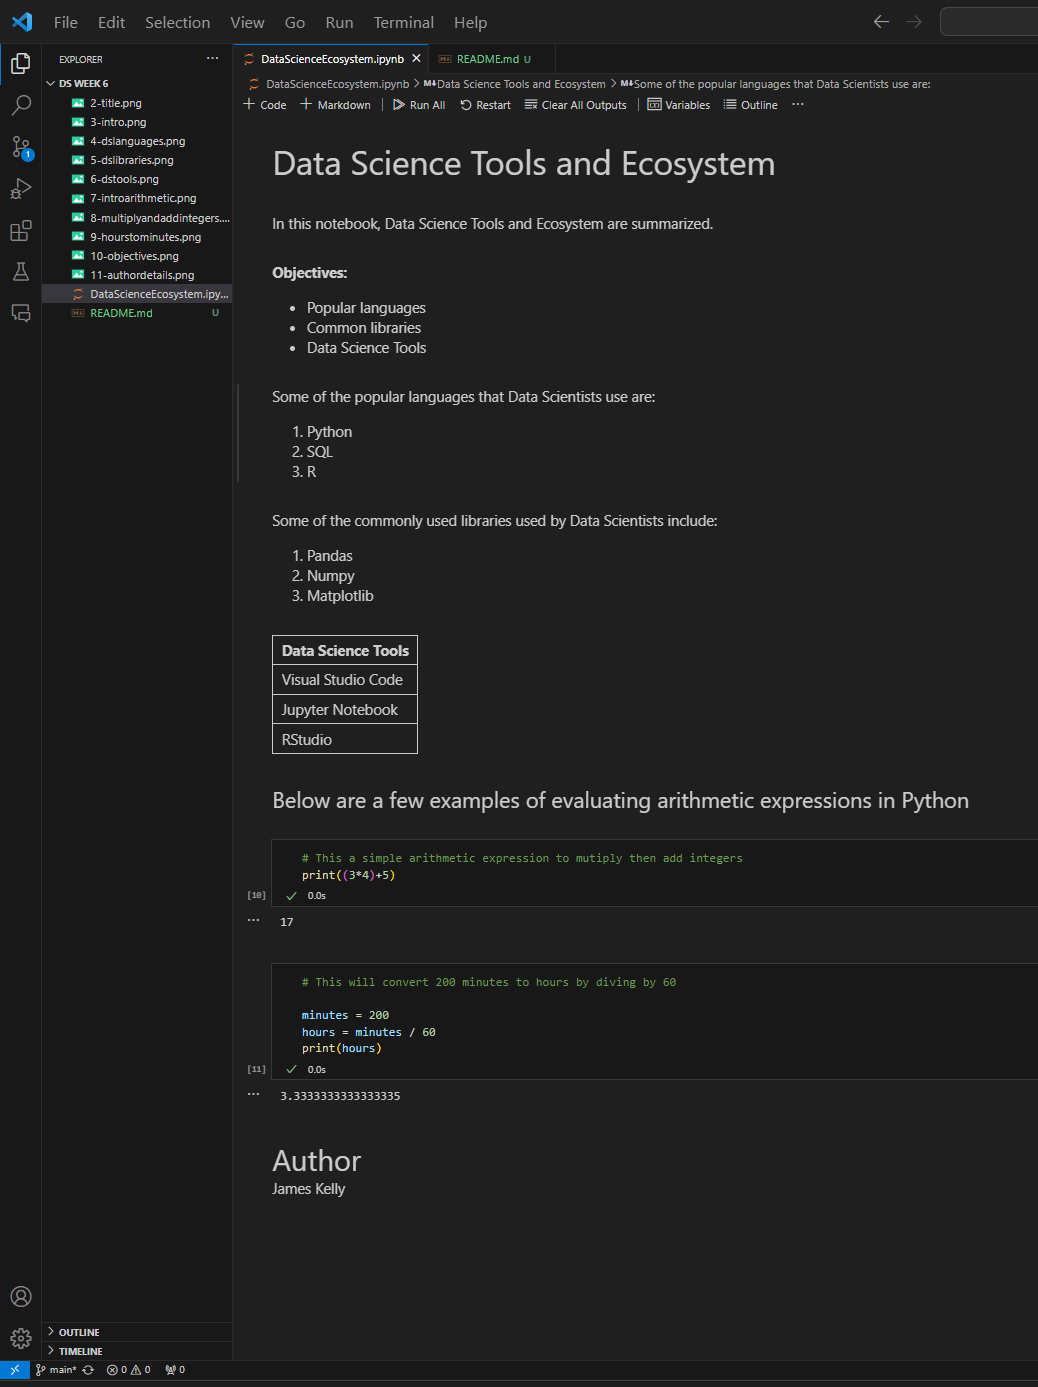 File Edit Selection View Go Run Terminal Help
EXPLORER
DS WEEK 6
2-title.png
3-intro.png
4-dslanguages.png
5-dslibraries.png
6-dstools.png
7-introarithmetic.png
8-multiplyandaddintegers....
9-hourstominutes.png
10-objectives.png
11-authordetails.png
DataScienceEcosystem.ipy...
README.md U
OUTLINE
TIMELINE
DataScienceEcosystem.ipynb README.md U
DataScienceEcosystem.ipynb > M↓Data Science Tools and Ecosystem > M↓Some of the popular languages that Data Scientists use are:
+ Code + Markdown Run All Restart Clear All Outputs Variables Outline ...
Data Science Tools and Ecosystem
In this notebook, Data Science Tools and Ecosystem are summarized.
Objectives:
• Popular languages
• Common libraries
• Data Science Tools
Some of the popular languages that Data Scientists use are:
1. Python
2. SQL
3. R
Some of the commonly used libraries used by Data Scientists include:
1. Pandas
2. Numpy
3. Matplotlib
Data Science Tools
Visual Studio Code
Jupyter Notebook
RStudio
Below are a few examples of evaluating arithmetic expressions in Python
# This a simple arithmetic expression to mutiply then add integers
print((3*4)+5)
[10] ✓ 0.0s
17
# This will convert 200 minutes to hours by diving by 60
minutes = 200
hours = minutes / 60
print(hours)
[11] ✓ 0.0s
3.3333333333333335
Author
James Kelly
main* 0 0 0